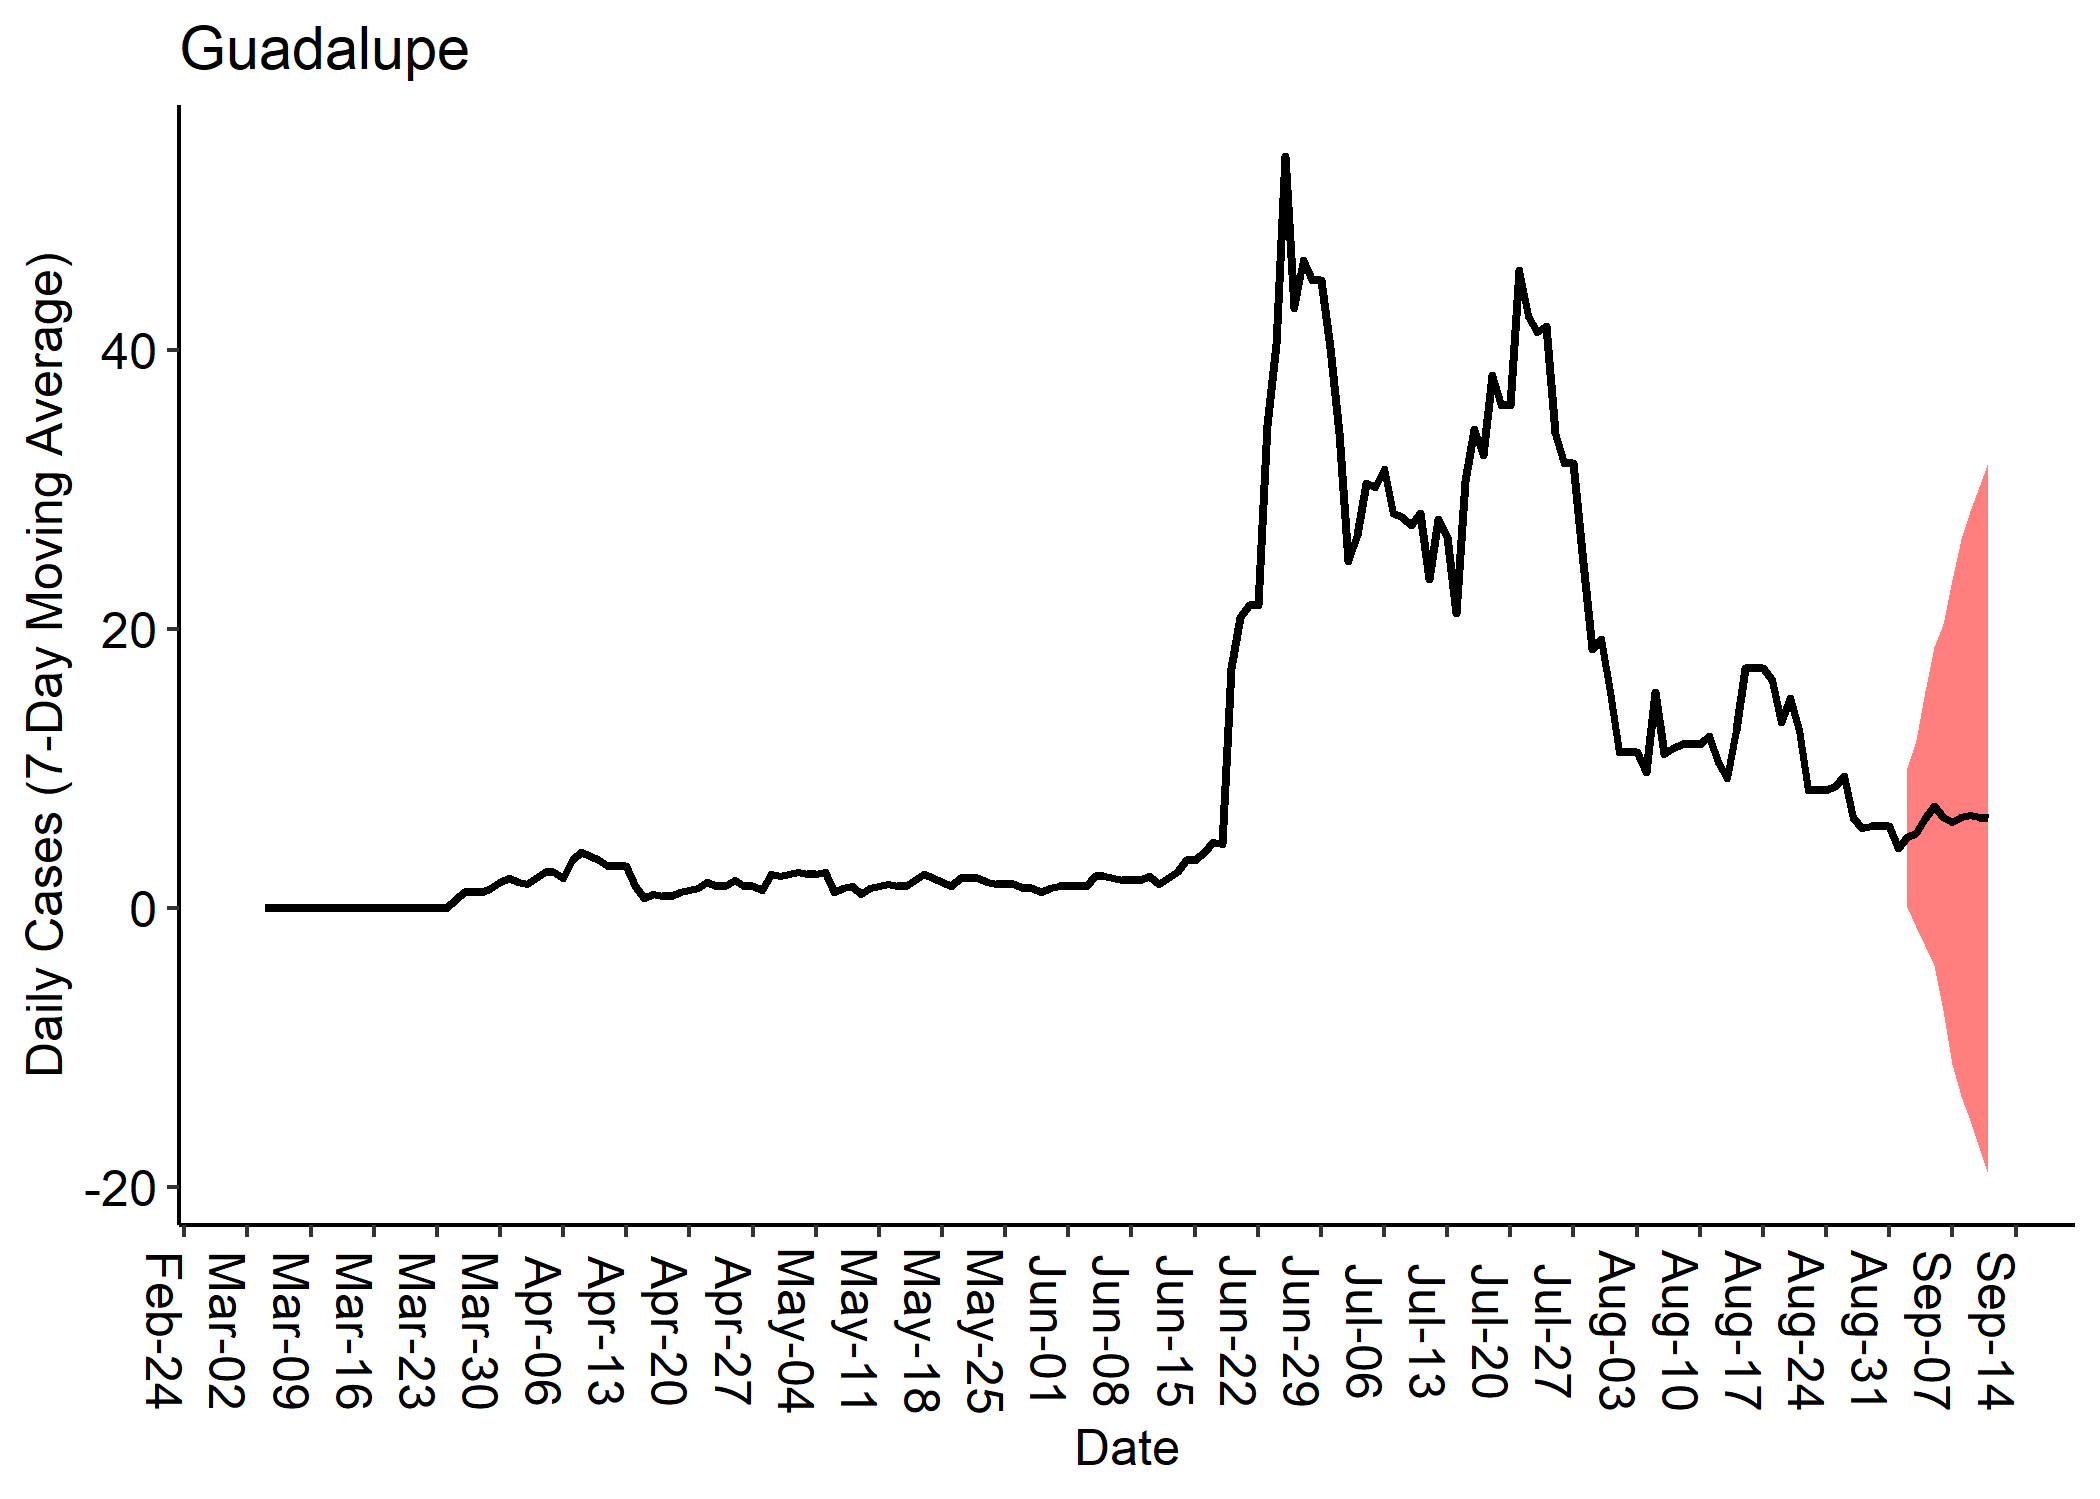 Guadalupe
Daily Cases (7-Day Moving Average)
40
20
0
-20
Feb-24
Mar-02
Mar-09
Mar-16
Mar-23
Mar-30
Apr-06
Apr-13
Apr-20
Apr-27
May-04
May-11
May-18
May-25
Jun-01
Jun-08
Jun-15
Jun-22
Jun-29
Jul-06
Jul-13
Jul-20
Jul-27
Aug-03
Aug-10
Aug-17
Aug-24
Aug-31
Sep-07
Sep-14
Date